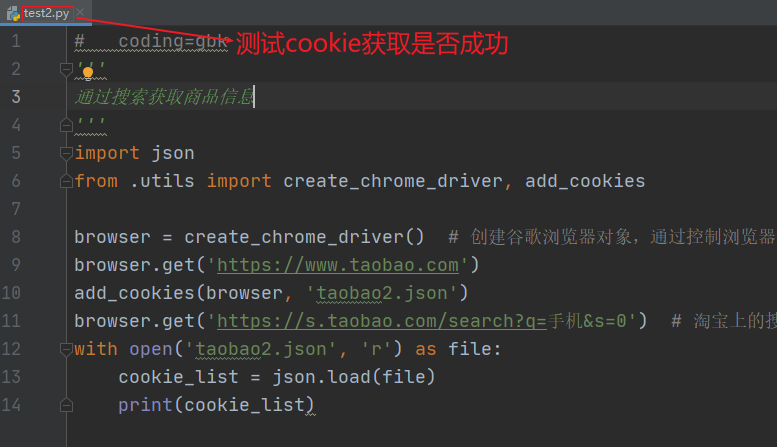 test2.py
测试cookie获取是否成功
1 #   coding=gbk
2 '''
3 通过搜索获取商品信息
4 '''
5 import json
6 from .utils import create_chrome_driver, add_cookies
7
8 browser = create_chrome_driver()  # 创建谷歌浏览器对象，通过控制浏览器
9 browser.get('https://www.taobao.com')
10 add_cookies(browser, 'taobao2.json')
11 browser.get('https://s.taobao.com/search?q=手机&s=0')  # 淘宝上的搜
12 with open('taobao2.json', 'r') as file:
13     cookie_list = json.load(file)
14     print(cookie_list)